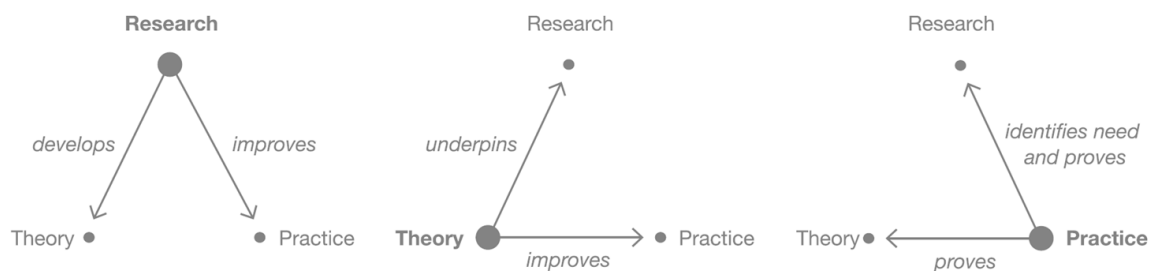 Research
develops
improves
Theory
Practice
Research
underpins
Theory
improves
Practice
Research
identifies need
and proves
Theory
proves
Practice